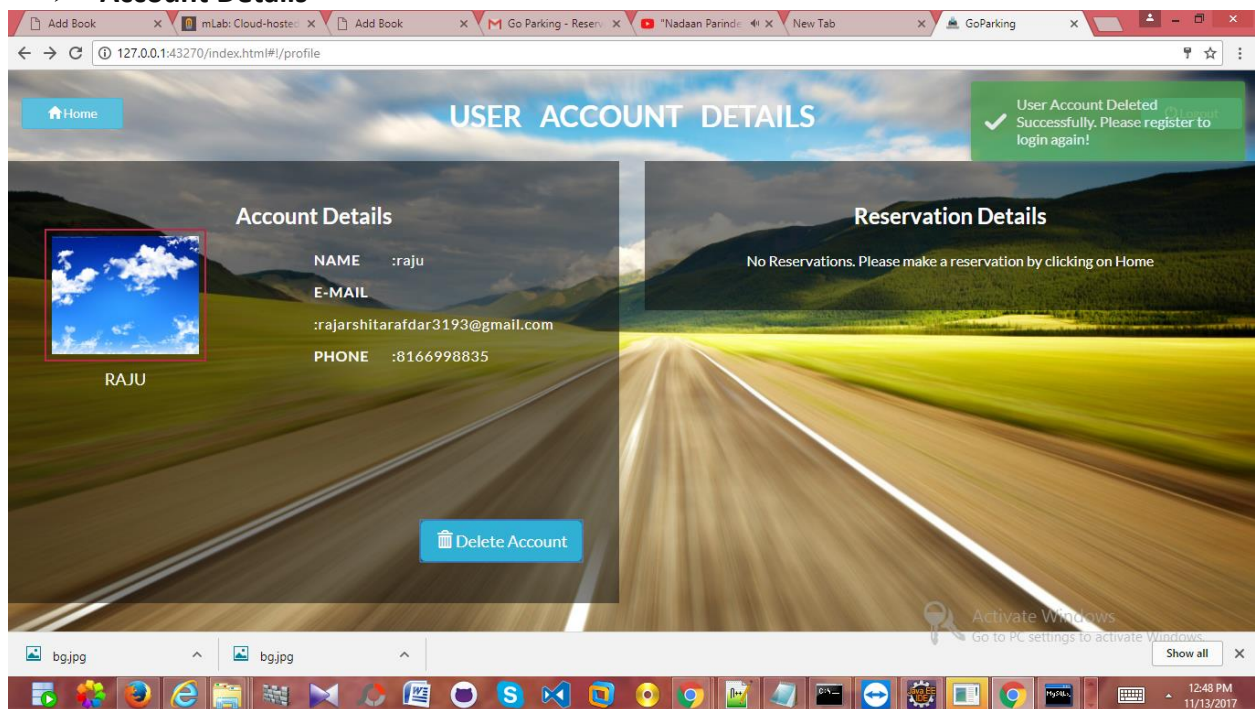 Account Details
Add Book
mLab: Cloud-hosted
Add Book
Go Parking - Reserv
"Nadaan Parinde
New Tab
GoParking
127.0.0.1:43270/index.html#!/profile
Home
USER ACCOUNT DETAILS
User Account Deleted
Successfully. Please register to
login again!
Logout
Account Details
NAME :raju
E-MAIL
:rajarshitarafdar3193@gmail.com
PHONE :8166998835
RAJU
Delete Account
Reservation Details
No Reservations. Please make a reservation by clicking on Home
Activate Windows
Go to PC settings to activate Windows.
bg.jpg
bg.jpg
Show all
12:48 PM
11/13/2017